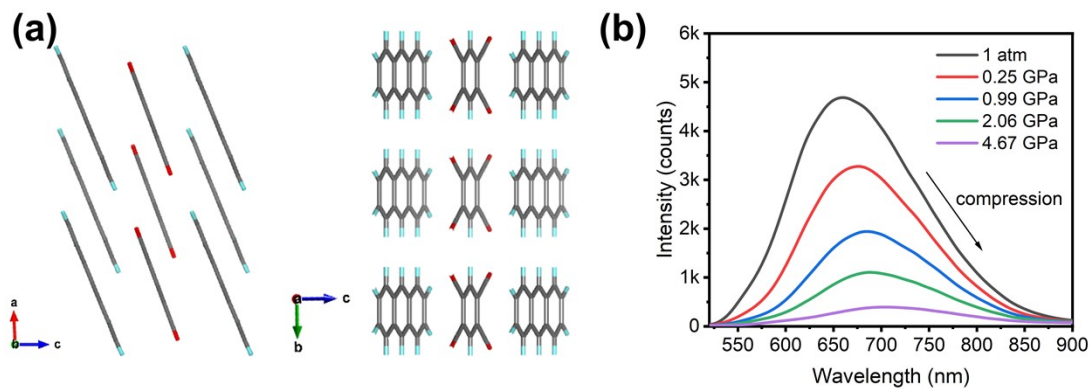 (a)
a
c
a
c
b
(b)
6k
5k
4k
3k
2k
1k
0
Intensity (counts)
1 atm
0.25 GPa
0.99 GPa
2.06 GPa
4.67 GPa
compression
550 600 650 700 750 800 850 900
Wavelength (nm)